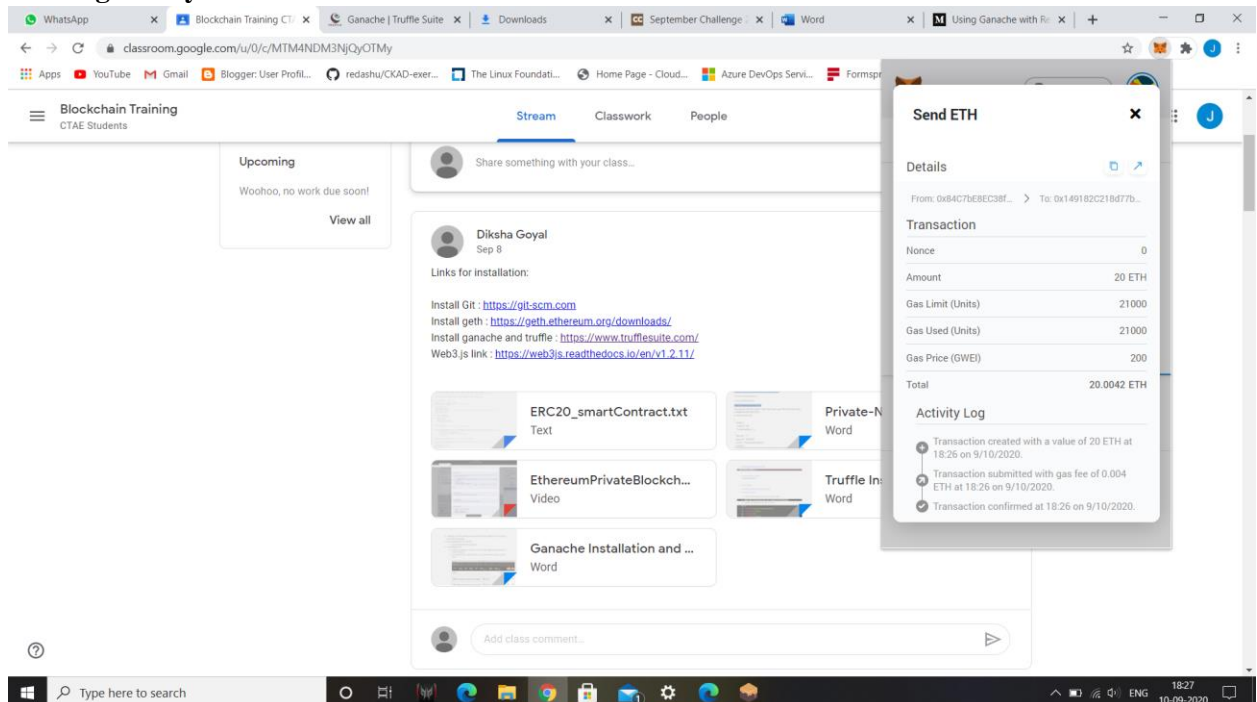 WhatsApp
Blockchain Training CTA
Ganache | Truffle Suite
Downloads
September Challenge
Word
Using Ganache with Re
classroom.google.com/u/0/c/MTM4NDM3NjQyOTMy
Apps
YouTube
Gmail
Blogger: User Profil...
redashu/CKAD-exer...
The Linux Foundati...
Home Page - Cloud...
Azure DevOps Servi...
Formspr
Blockchain Training
CTAE Students
Stream
Classwork
People
J
Upcoming
Woohoo, no work due soon!
View all
Share something with your class...
Diksha Goyal
Sep 8
Links for installation:
Install Git : https://git-scm.com
Install geth : https://geth.ethereum.org/downloads/
Install ganache and truffle : https://www.trufflesuite.com/
Web3.js link : https://web3js.readthedocs.io/en/v1.2.11/
ERC20_smartContract.txt
Text
Private-N
Word
EthereumPrivateBlockch...
Video
Truffle In
Word
Ganache Installation and ...
Word
Add class comment...
Send ETH
Details
From: 0x84C7bE8EC38f... > To: 0x149182C218d77b...
Transaction
Nonce 0
Amount 20 ETH
Gas Limit (Units) 21000
Gas Used (Units) 21000
Gas Price (GWEI) 200
Total 20.0042 ETH
Activity Log
Transaction created with a value of 20 ETH at
18:26 on 9/10/2020.
Transaction submitted with gas fee of 0.004
ETH at 18:26 on 9/10/2020.
Transaction confirmed at 18:26 on 9/10/2020.
Type here to search
ENG
18:27
10-09-2020